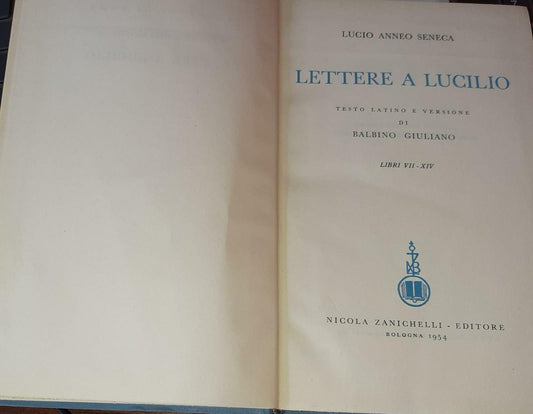 LUCIO ANNEO SENECA
LETTERE A LUCILIO
TESTO LATINO E VERSIONE
DI
BALBINO GIULIANO
LIBRI VII - XIV
NICOLA ZANICHELLI - EDITORE
BOLOGNA 1954